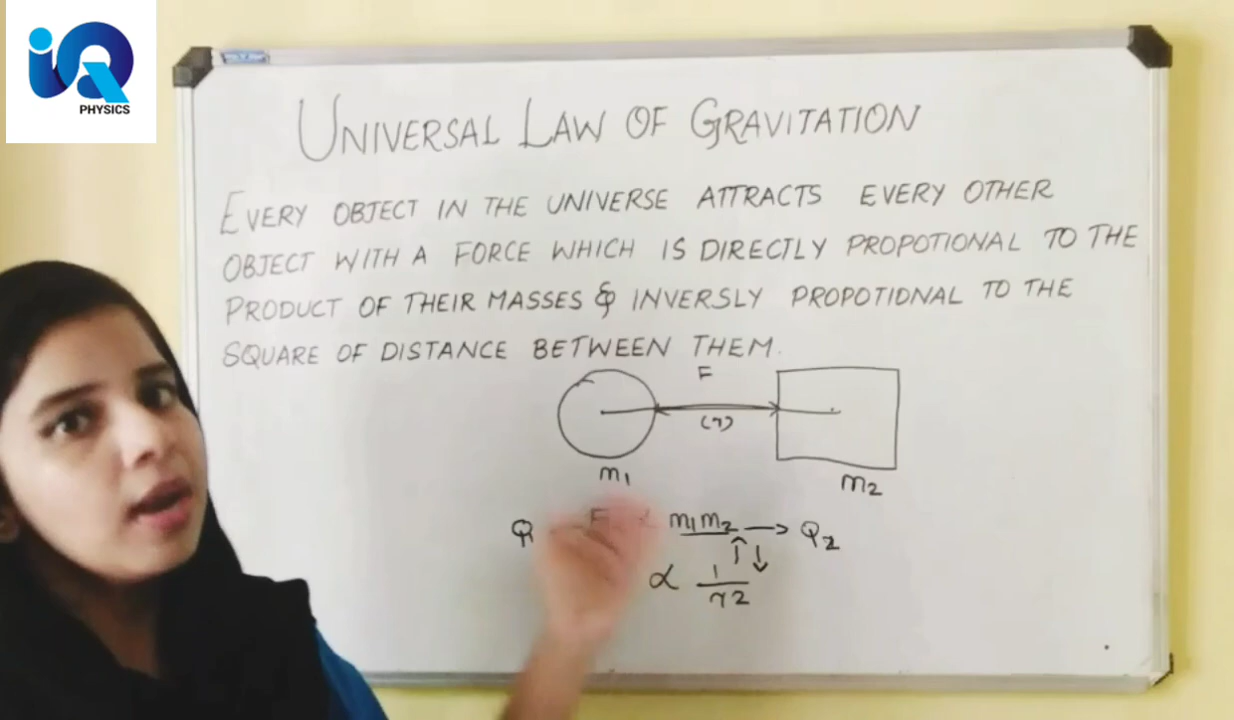 iQ
PHYSICS
UNIVERSAL LAW OF GRAVITATION
EVERY OBJECT IN THE UNIVERSE ATTRACTS EVERY OTHER
OBJECT WITH A FORCE WHICH IS DIRECTLY PROPOTIONAL TO THE
PRODUCT OF THEIR MASSES & INVERSLY PROPOTIONAL TO THE
SQUARE OF DISTANCE BETWEEN THEM.
F
(r)
m1
m2
F ∝ m1m2 → Q2
↑ ↓
∝ 1/r2